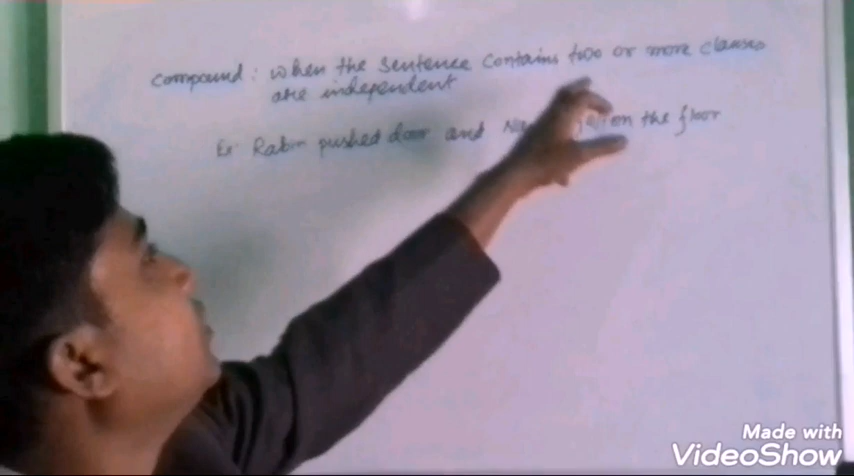 Compound: when the sentence contains two or more clauses
are independent
Ex: Rabin pushed door and on the floor
Made with
VideoShow